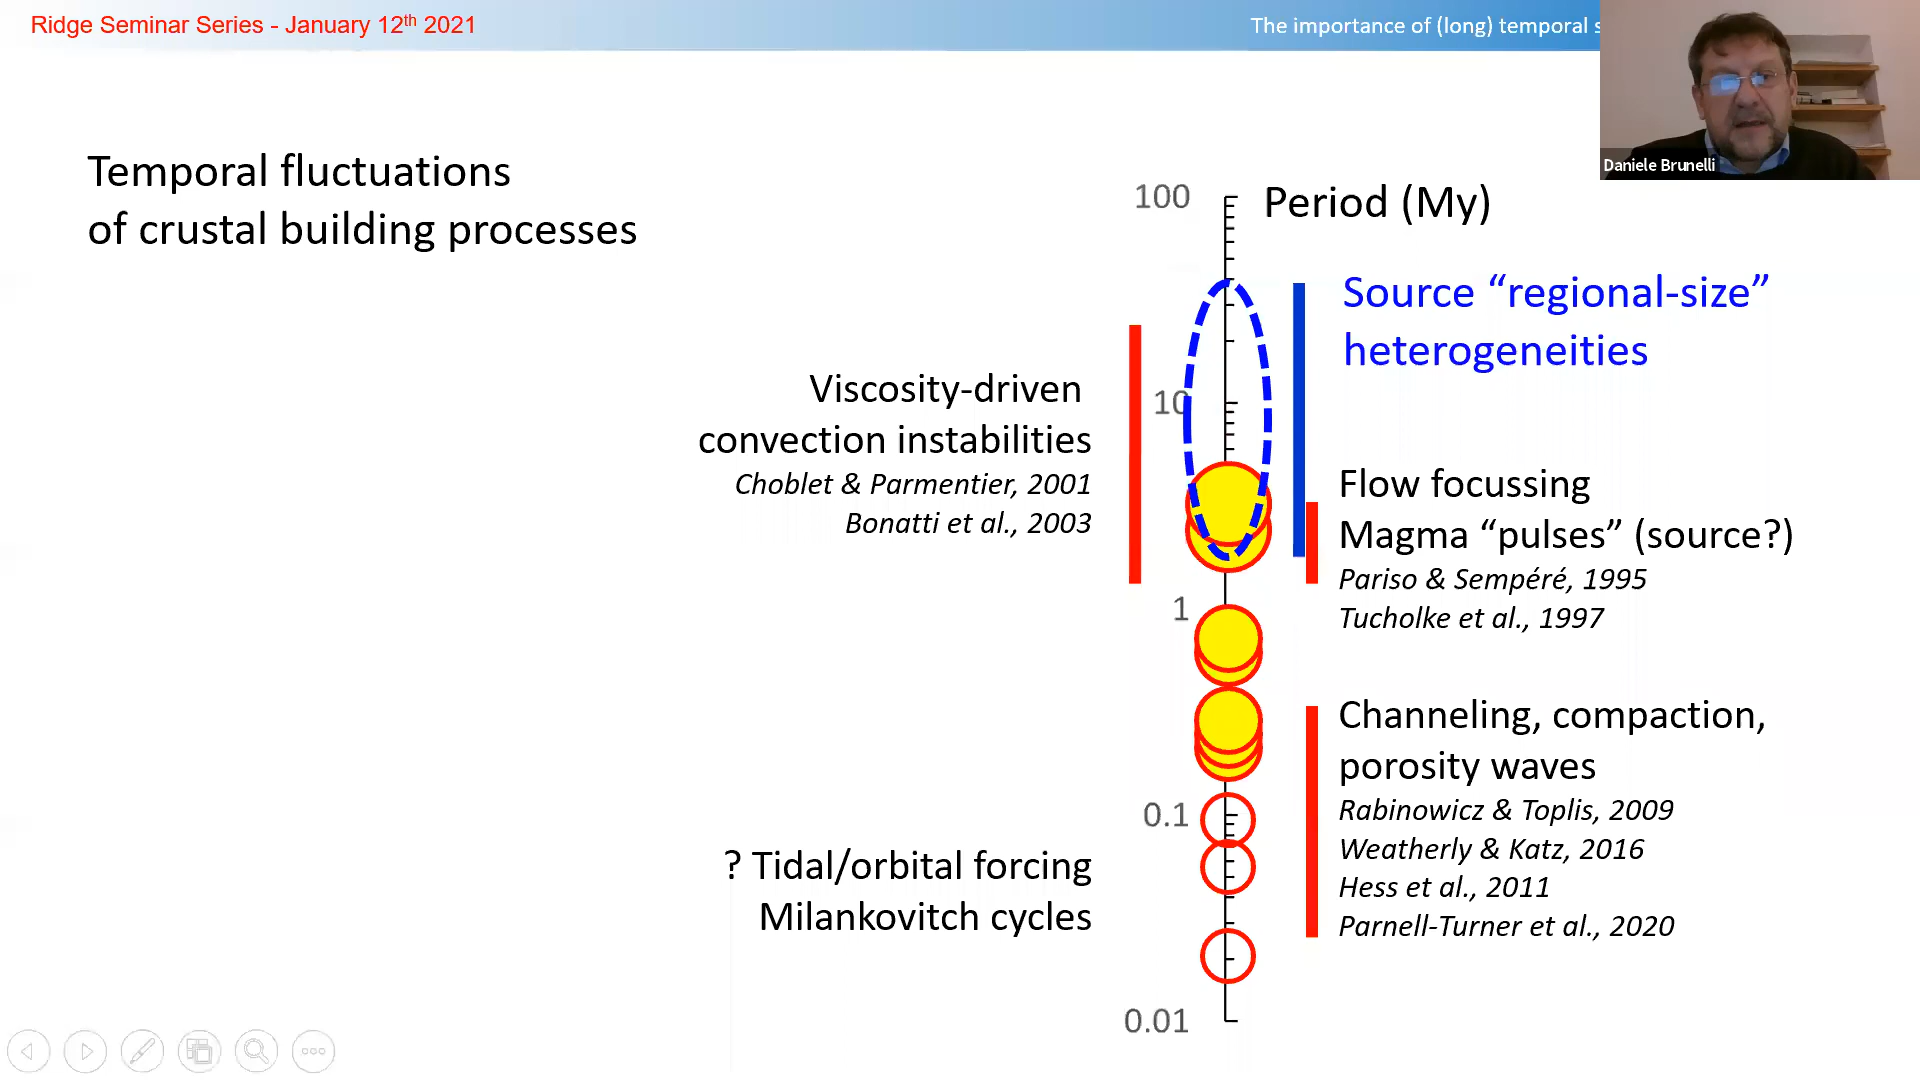 Ridge Seminar Series - January 12th 2021
The importance of (long) temporal
Daniele Brunelli
Temporal fluctuations
of crustal building processes
100
Period (My)
Source “regional-size”
heterogeneities
Viscosity-driven
convection instabilities
Choblet & Parmentier, 2001
Bonatti et al., 2003
10
Flow focussing
Magma “pulses” (source?)
Pariso & Sempéré, 1995
Tucholke et al., 1997
1
Channeling, compaction,
porosity waves
Rabinowicz & Toplis, 2009
Weatherly & Katz, 2016
Hess et al., 2011
Parnell-Turner et al., 2020
0.1
? Tidal/orbital forcing
Milankovitch cycles
0.01